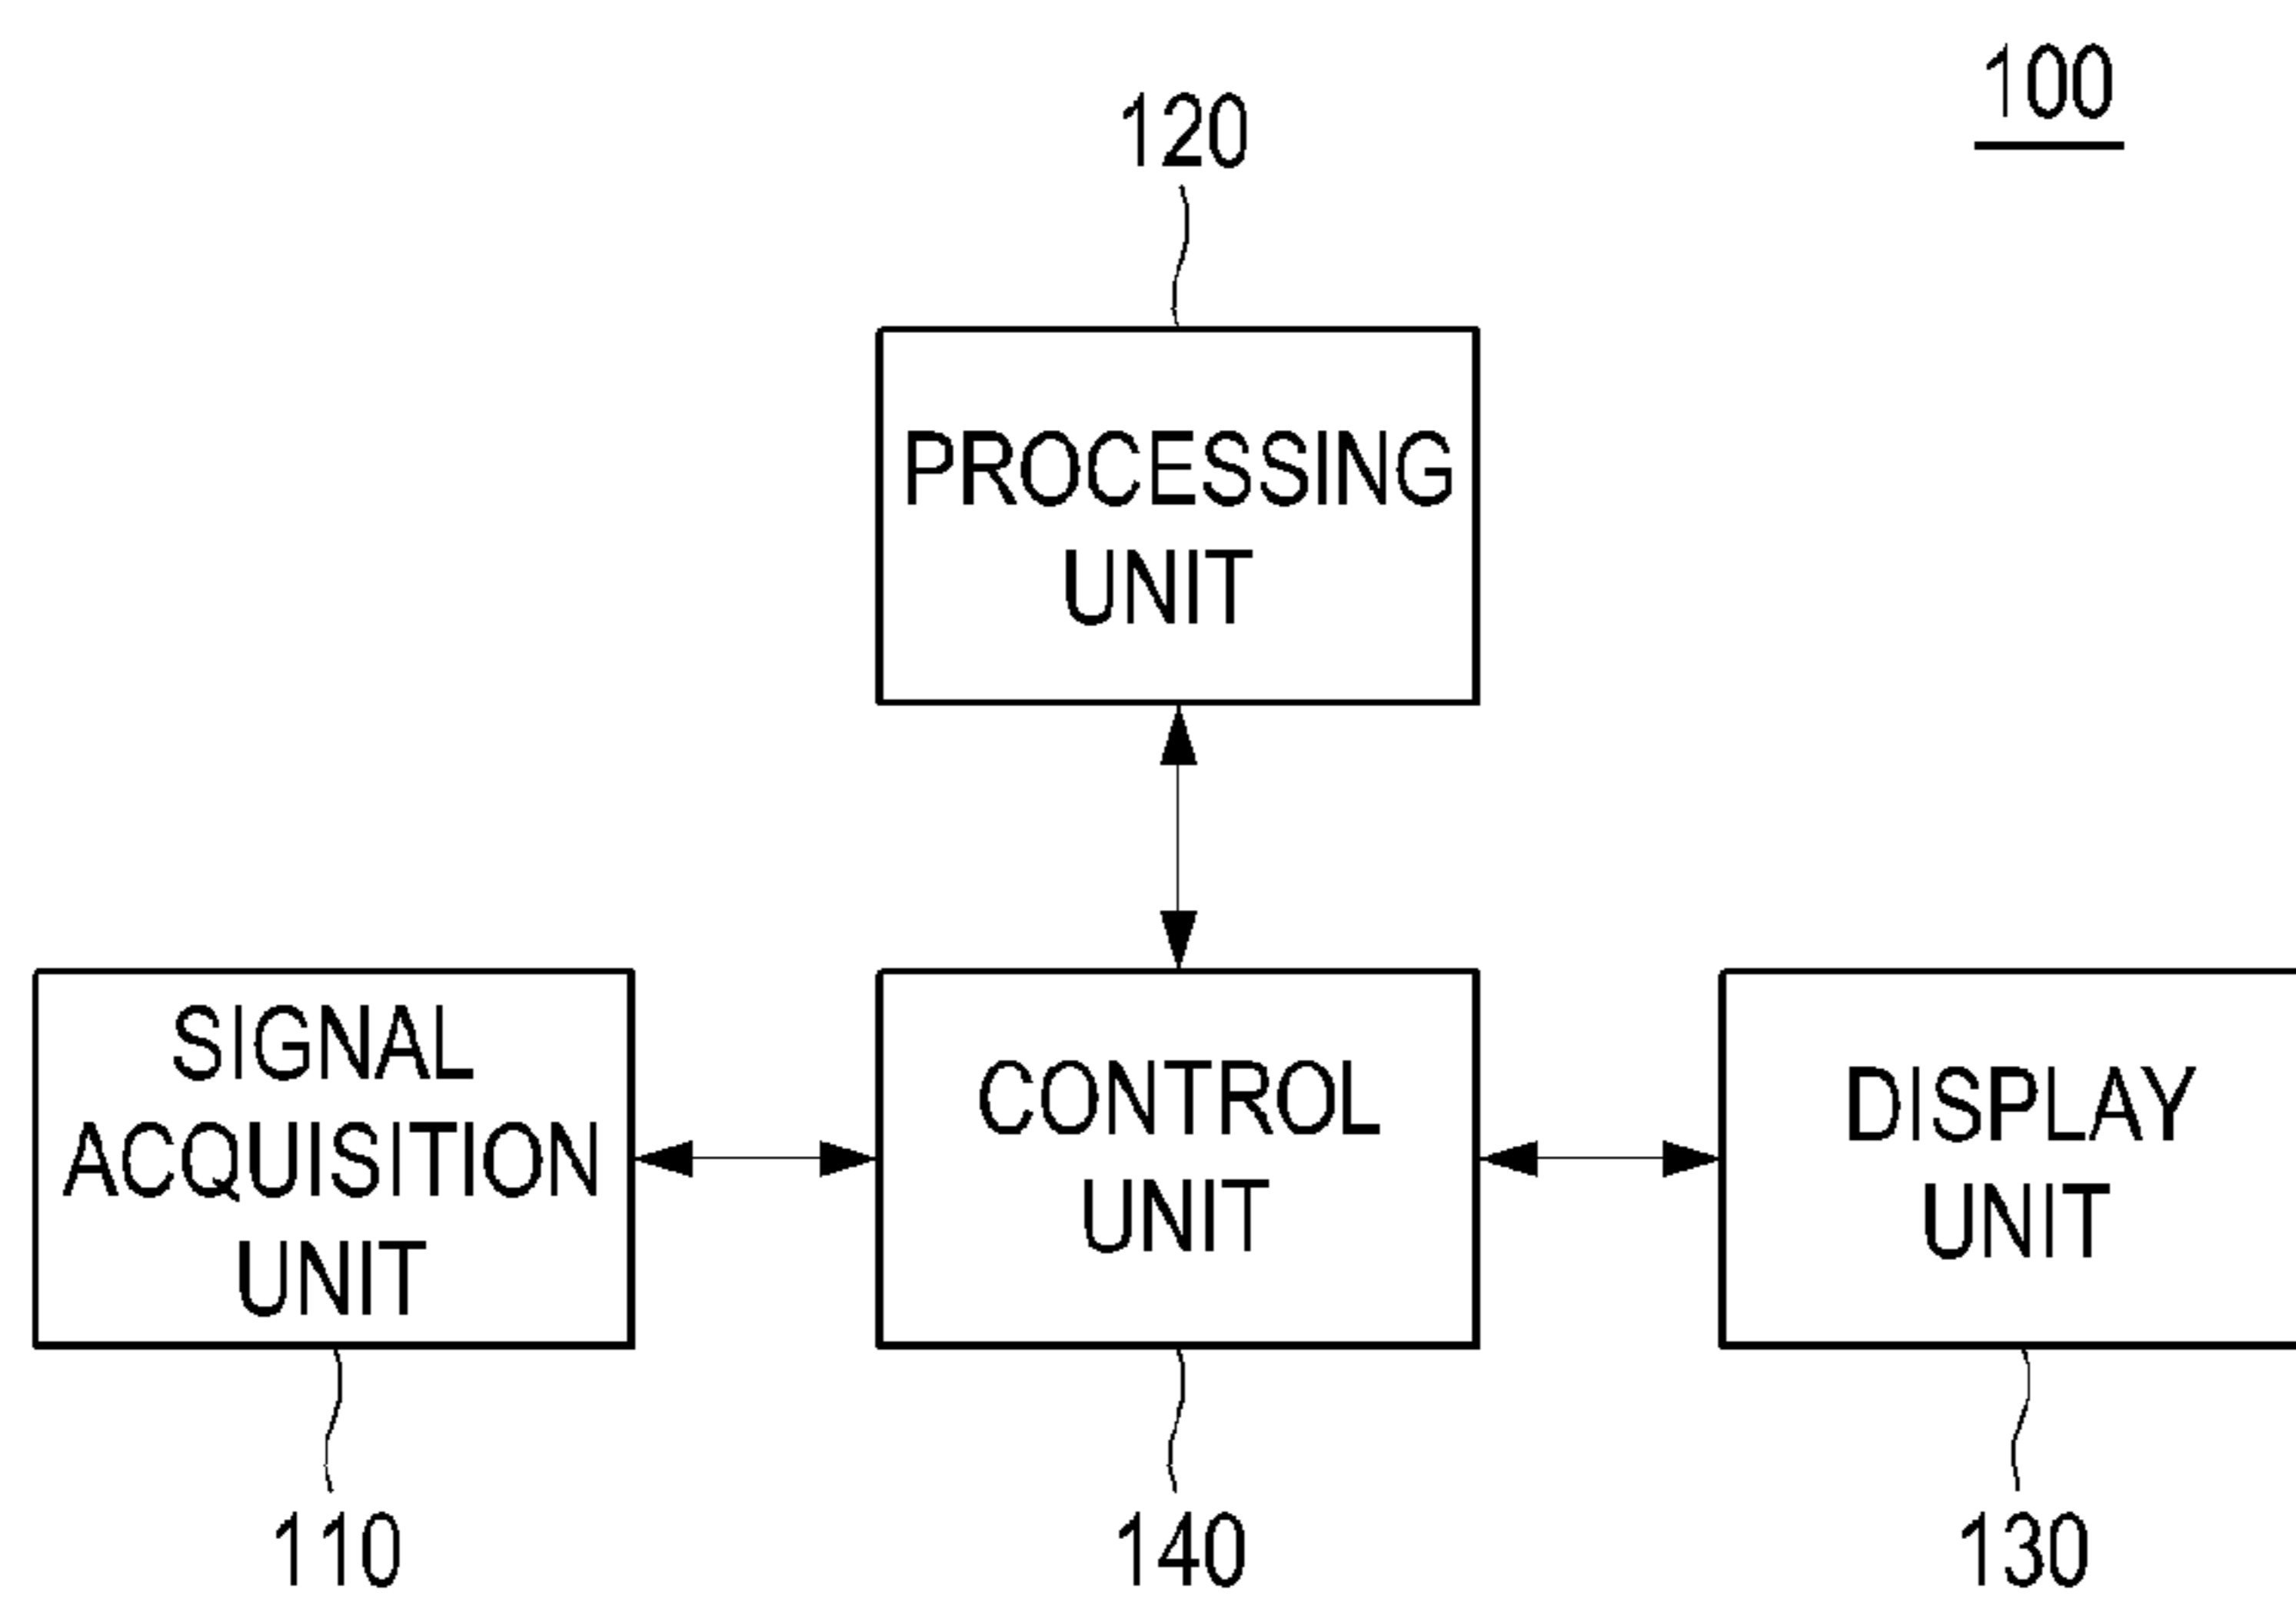 100
120
PROCESSING
UNIT
SIGNAL
ACQUISITION
UNIT
CONTROL
UNIT
DISPLAY
UNIT
110
140
130